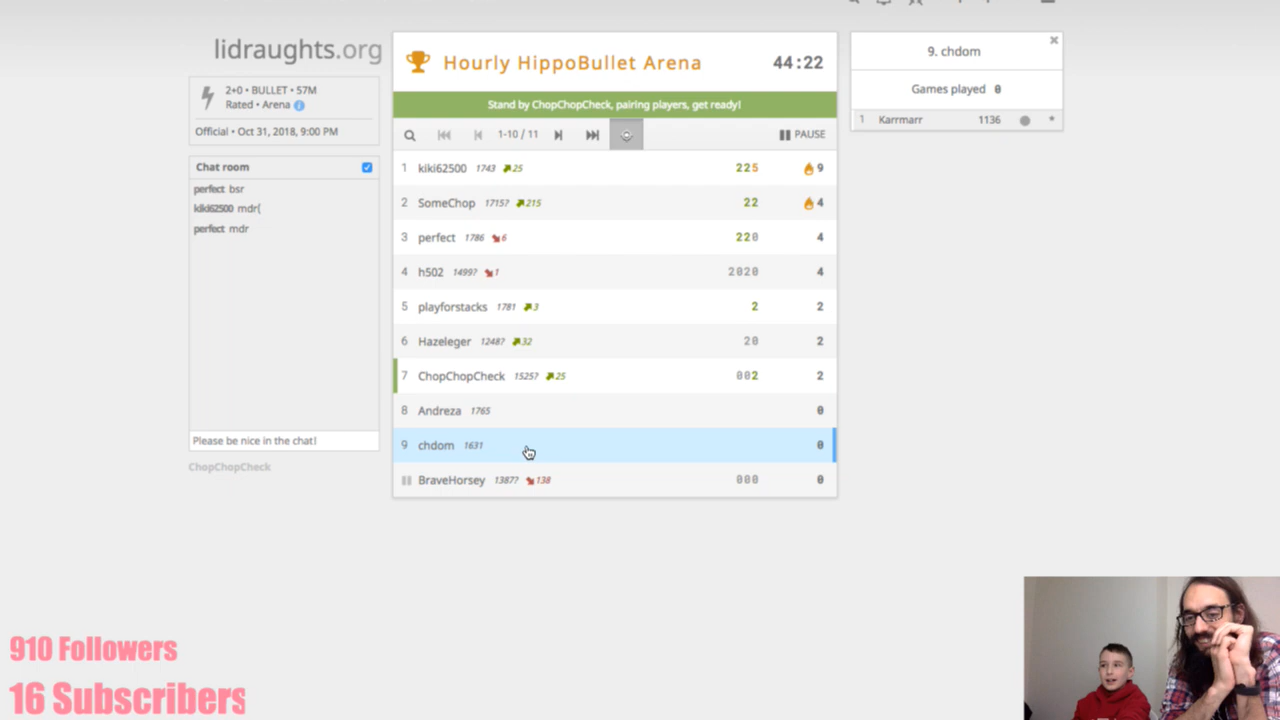 lidraughts.org
2+0 • BULLET • 57M
Rated • Arena
Official • Oct 31, 2018, 9:00 PM
Chat room
perfect bsr
kiki62500 mdr(
perfect mdr
Please be nice in the chat!
ChopChopCheck
Hourly HippoBullet Arena 44:22
Stand by ChopChopCheck, pairing players, get ready!
1-10 / 11 PAUSE
1 kiki62500 1743 25 225 9
2 SomeChop 1715? 215 22 4
3 perfect 1786 6 220 4
4 h502 1499? 1 2020 4
5 playforstacks 1781 3 2 2
6 Hazeleger 1248? 32 20 2
7 ChopChopCheck 1525? 25 002 2
8 Andreza 1765 0
9 chdom 1631 0
BraveHorsey 1387? 138 000 0
9. chdom
Games played 0
1 Karrmarr 1136 *
910 Followers
16 Subscribers